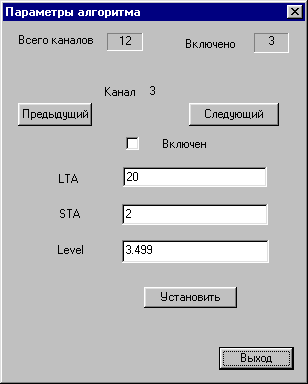 Параметры алгоритма
Всего каналов 12 Включено 3
Канал 3
Предыдущий Следующий
Включен
LTA 20
STA 2
Level 3.499
Установить
Выход